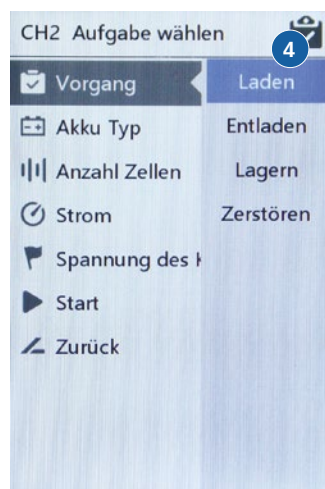 CH2 Aufgabe wählen
4
Vorgang
Laden
Akku Typ
Entladen
Anzahl Zellen
Lagern
Strom
Zerstören
Spannung des
Start
Zurück